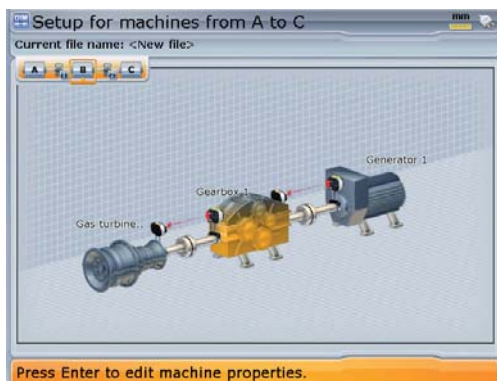 Setup for machines from A to C
mm
Current file name: <New file>
A B C
Gas turbine..
Gearbox 1
Generator 1
Press Enter to edit machine properties.